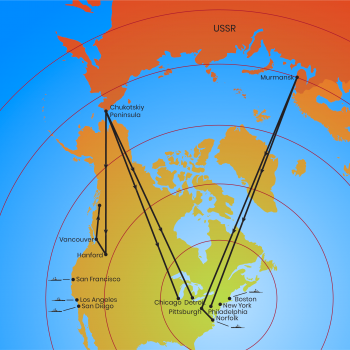 USSR
Murmansk
Chukotskiy
Peninsula
Vancouver
Hanford
San Francisco
Los Angeles
San Diego
Chicago Detroit Boston
New York
Pittsburgh Philadelphia
Norfolk